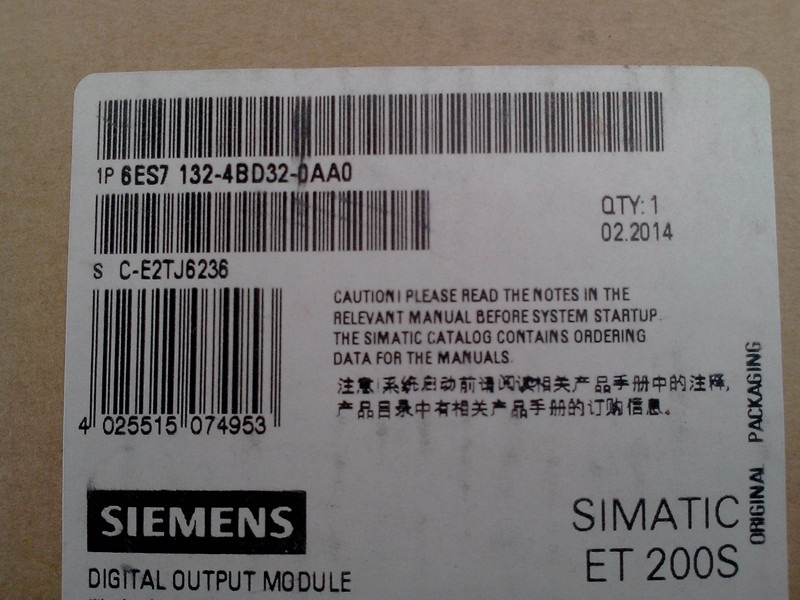 1P 6ES7 132-4BD32-0AA0
QTY: 1
02.2014
S C-E2TJ6236
CAUTION! PLEASE READ THE NOTES IN THE
RELEVANT MANUAL BEFORE SYSTEM STARTUP.
THE SIMATIC CATALOG CONTAINS ORDERING
DATA FOR THE MANUALS.
注意!系统启动前请阅读相关产品手册中的注释,
产品目录中有相关产品手册的订购信息。
4 025515 074953
ORIGINAL PACKAGING
SIEMENS
SIMATIC
ET 200S
DIGITAL OUTPUT MODULE